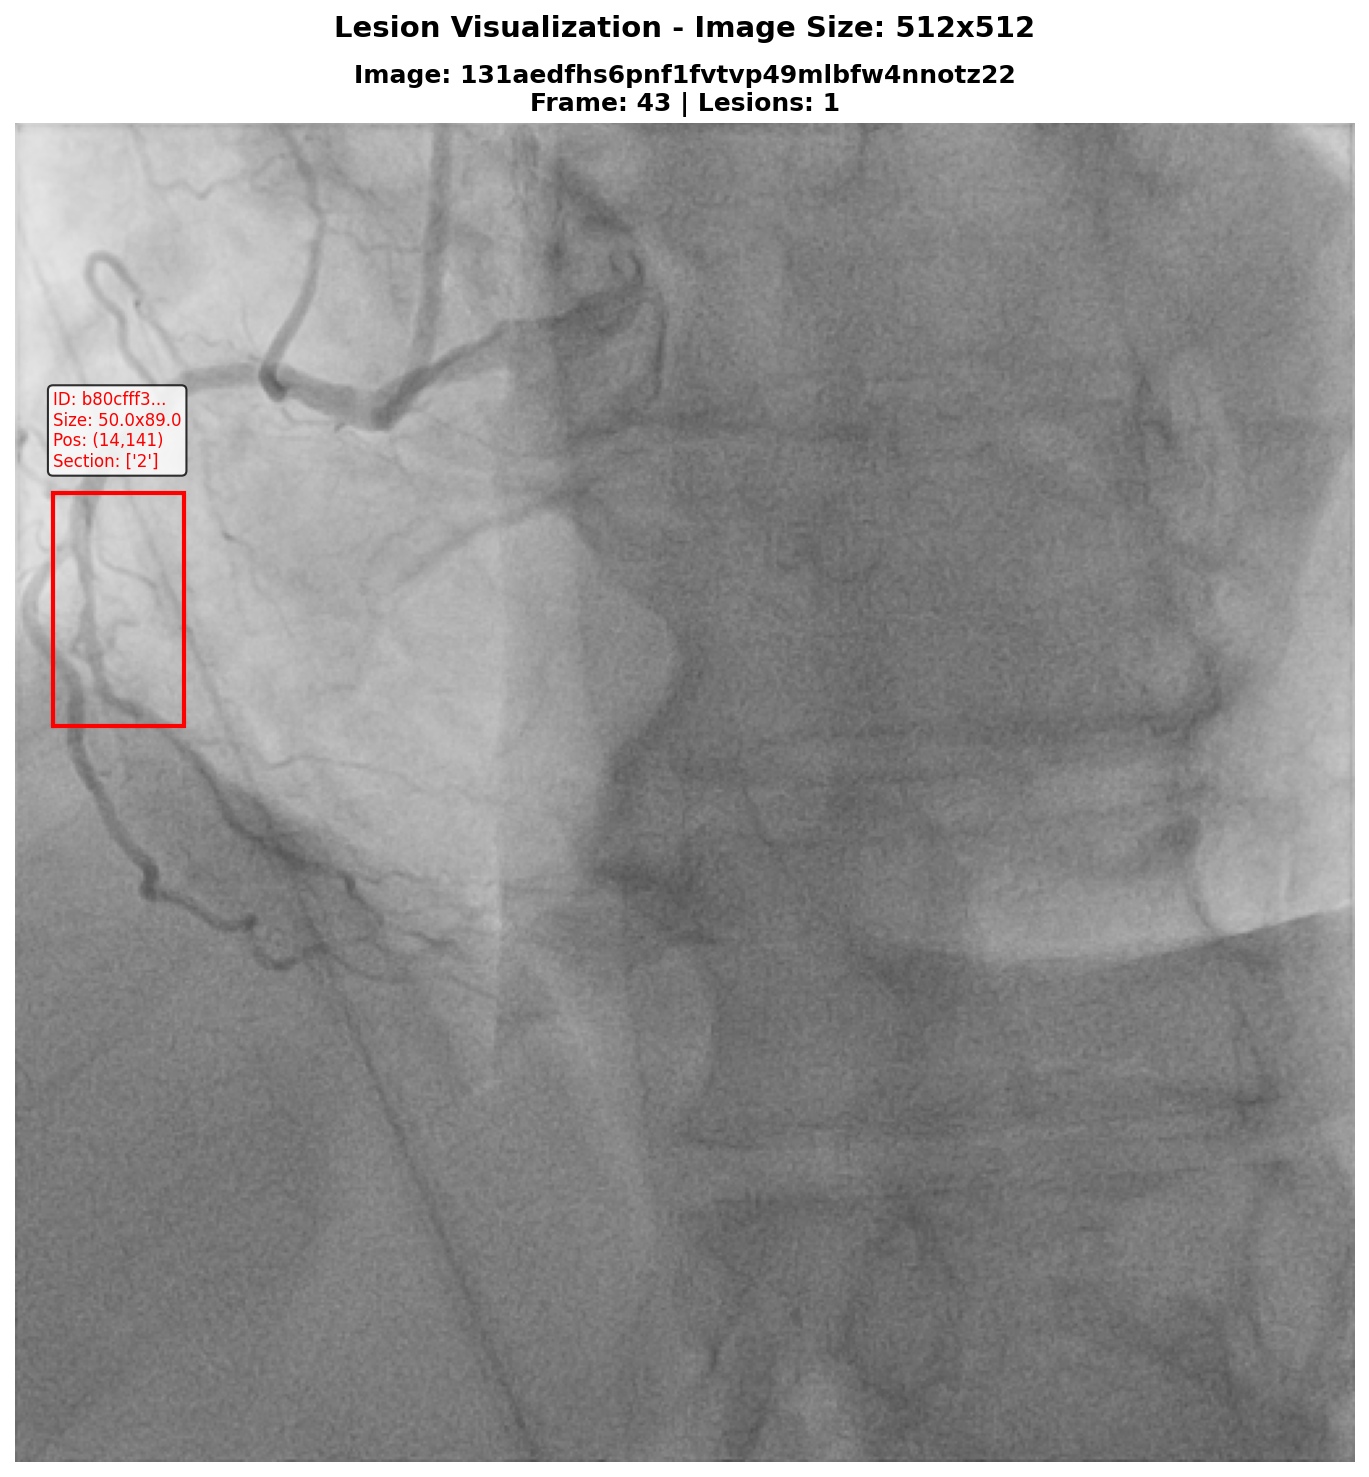 Lesion Visualization - Image Size: 512x512
Image: 131aedfhs6pnf1fvtvp49mlbfw4nnotz22
Frame: 43 | Lesions: 1
ID: b80cfff3...
Size: 50.0x89.0
Pos: (14,141)
Section: ['2']